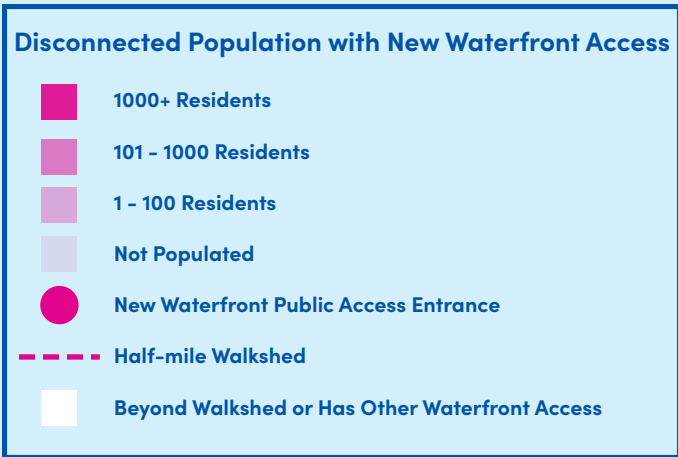 Disconnected Population with New Waterfront Access
1000+ Residents
101 - 1000 Residents
1 - 100 Residents
Not Populated
New Waterfront Public Access Entrance
Half-mile Walkshed
Beyond Walkshed or Has Other Waterfront Access